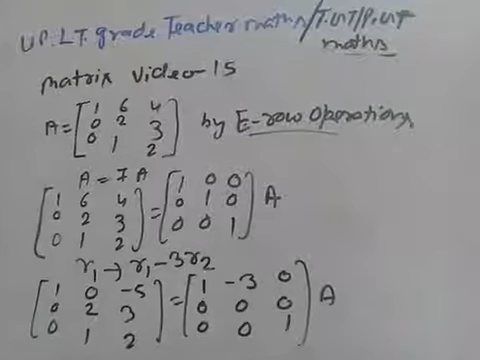 U.P. L.T. grade Teacher maths/T.GT/P.GT
maths
matrix video-15
A = [1 6 4
0 2 3
0 1 2] by E-row Operations
A = I A
[1 6 4
0 2 3
0 1 2] = [1 0 0
0 1 0
0 0 1] A
r1 → r1 - 3r2
[1 0 -5
0 2 3
0 1 2] = [1 -3 0
0 0 0
0 0 1] A